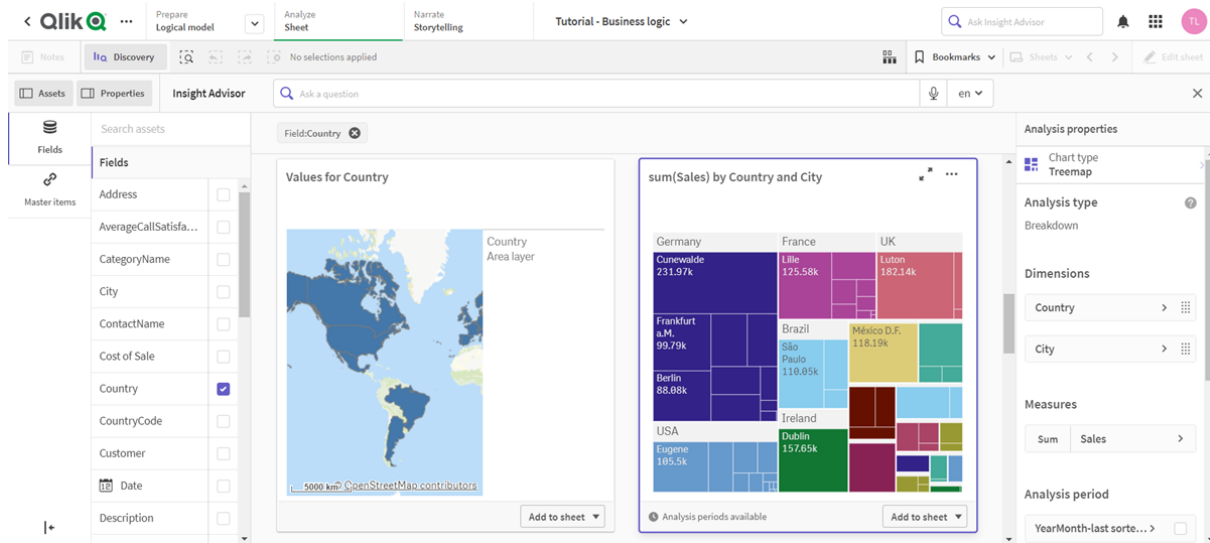 Qlik
Prepare
Logical model
Analyze
Sheet
Narrate
Storytelling
Tutorial - Business logic
Ask Insight Advisor
TL
Notes
Discovery
No selections applied
Bookmarks
Sheets
Edit sheet
Assets
Properties
Insight Advisor
Ask a question
en
Fields
Master items
Search assets
Fields
Address
AverageCallSatisfa...
CategoryName
City
ContactName
Cost of Sale
Country
CountryCode
Customer
Date
Description
Field:Country
Values for Country
Country
Area layer
5000 km
© OpenStreetMap contributors
Add to sheet
sum(Sales) by Country and City
Germany
Cunewalde
231.97k
Frankfurt
a.M.
99.79k
Berlin
88.08k
USA
Eugene
105.5k
France
Lille
125.58k
UK
Luton
182.14k
Brazil
São
Paulo
110.05k
México D.F.
118.19k
Ireland
Dublin
157.65k
Analysis periods available
Add to sheet
Analysis properties
Chart type
Treemap
Analysis type
Breakdown
Dimensions
Country
City
Measures
Sum
Sales
Analysis period
YearMonth-last sorte...